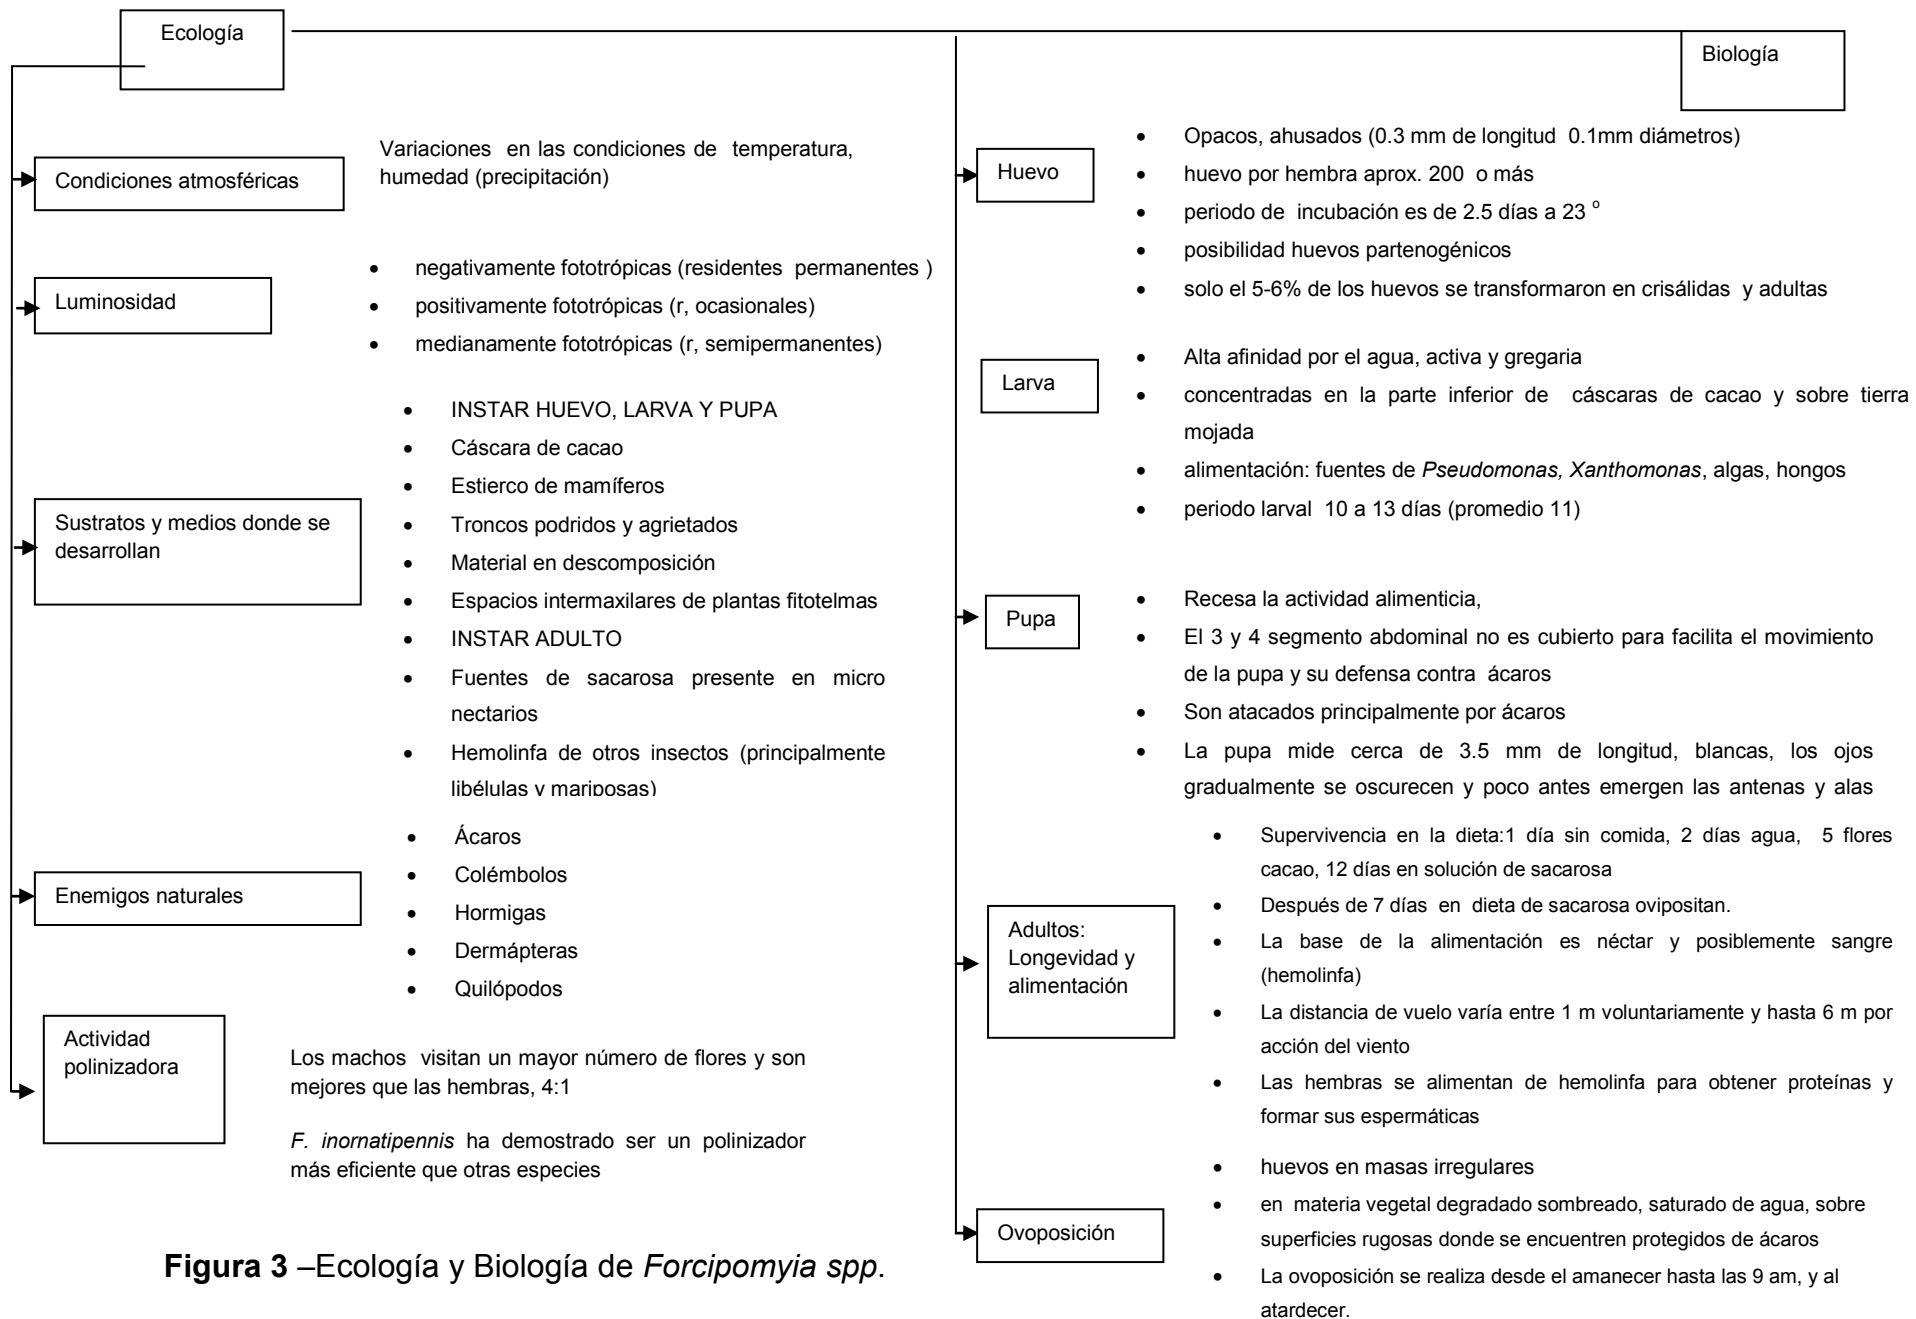 Ecología
Biología
Condiciones atmosféricas
Variaciones en las condiciones de temperatura,
humedad (precipitación)
Luminosidad
• negativamente fototrópicas (residentes permanentes )
• positivamente fototrópicas (r, ocasionales)
• medianamente fototrópicas (r, semipermanentes)
Sustratos y medios donde se
desarrollan
• INSTAR HUEVO, LARVA Y PUPA
• Cáscara de cacao
• Estierco de mamíferos
• Troncos podridos y agrietados
• Material en descomposición
• Espacios intermaxilares de plantas fitotelmas
• INSTAR ADULTO
• Fuentes de sacarosa presente en micro
nectarios
• Hemolinfa de otros insectos (principalmente
libélulas y mariposas)
Enemigos naturales
• Ácaros
• Colémbolos
• Hormigas
• Dermápteras
• Quilópodos
Actividad
polinizadora
Los machos visitan un mayor número de flores y son
mejores que las hembras, 4:1
F. inornatipennis ha demostrado ser un polinizador
más eficiente que otras especies
Huevo
• Opacos, ahusados (0.3 mm de longitud 0.1mm diámetros)
• huevo por hembra aprox. 200 o más
• periodo de incubación es de 2.5 días a 23 °
• posibilidad huevos partenogénicos
• solo el 5-6% de los huevos se transformaron en crisálidas y adultas
Larva
• Alta afinidad por el agua, activa y gregaria
• concentradas en la parte inferior de cáscaras de cacao y sobre tierra
mojada
• alimentación: fuentes de Pseudomonas, Xanthomonas, algas, hongos
• periodo larval 10 a 13 días (promedio 11)
Pupa
• Recesa la actividad alimenticia,
• El 3 y 4 segmento abdominal no es cubierto para facilita el movimiento
de la pupa y su defensa contra ácaros
• Son atacados principalmente por ácaros
• La pupa mide cerca de 3.5 mm de longitud, blancas, los ojos
gradualmente se oscurecen y poco antes emergen las antenas y alas
Adultos:
Longevidad y
alimentación
• Supervivencia en la dieta:1 día sin comida, 2 días agua, 5 flores
cacao, 12 días en solución de sacarosa
• Después de 7 días en dieta de sacarosa ovipositan.
• La base de la alimentación es néctar y posiblemente sangre
(hemolinfa)
• La distancia de vuelo varía entre 1 m voluntariamente y hasta 6 m por
acción del viento
• Las hembras se alimentan de hemolinfa para obtener proteínas y
formar sus espermáticas
Ovoposición
• huevos en masas irregulares
• en materia vegetal degradado sombreado, saturado de agua, sobre
superficies rugosas donde se encuentren protegidos de ácaros
• La ovoposición se realiza desde el amanecer hasta las 9 am, y al
atardecer.
Figura 3 –Ecología y Biología de Forcipomyia spp.